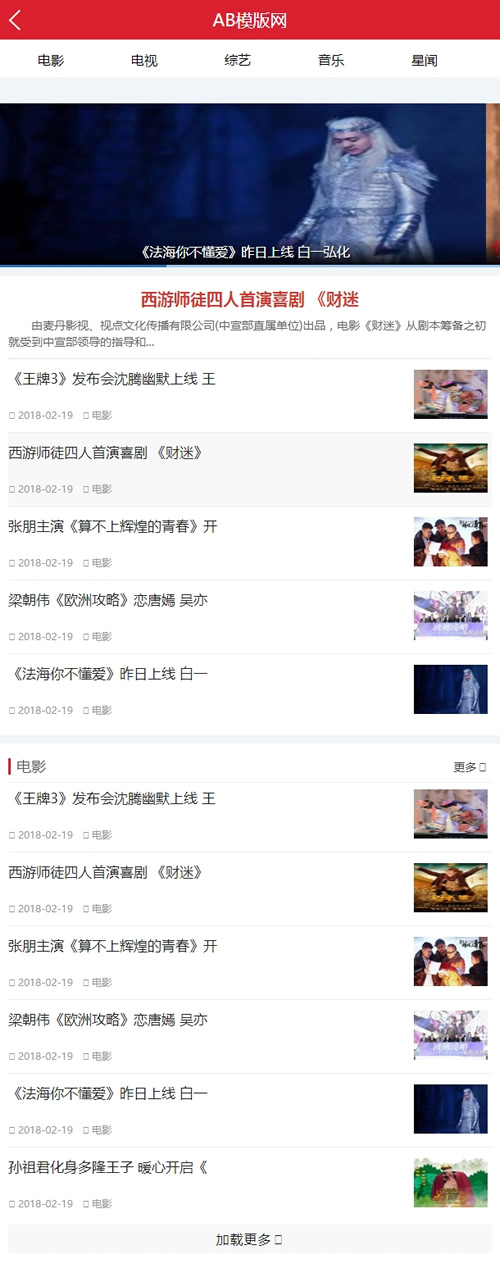 AB模版网
电影 电视 综艺 音乐 星闻
《法海你不懂爱》昨日上线 白一弘化
西游师徒四人首演喜剧 《财迷
由麦丹影视、视点文化传播有限公司(中宣部直属单位)出品，电影《财迷》从剧本筹备之初
就受到中宣部领导的指导和...
《王牌3》发布会沈腾幽默上线 王
2018-02-19 电影
西游师徒四人首演喜剧 《财迷》
2018-02-19 电影
张朋主演《算不上辉煌的青春》开
2018-02-19 电影
梁朝伟《欧洲攻略》恋唐嫣 吴亦
2018-02-19 电影
《法海你不懂爱》昨日上线 白一
2018-02-19 电影
电影 更多
《王牌3》发布会沈腾幽默上线 王
2018-02-19 电影
西游师徒四人首演喜剧 《财迷》
2018-02-19 电影
张朋主演《算不上辉煌的青春》开
2018-02-19 电影
梁朝伟《欧洲攻略》恋唐嫣 吴亦
2018-02-19 电影
《法海你不懂爱》昨日上线 白一
2018-02-19 电影
孙祖君化身多隆王子 暖心开启《
2018-02-19 电影
加载更多